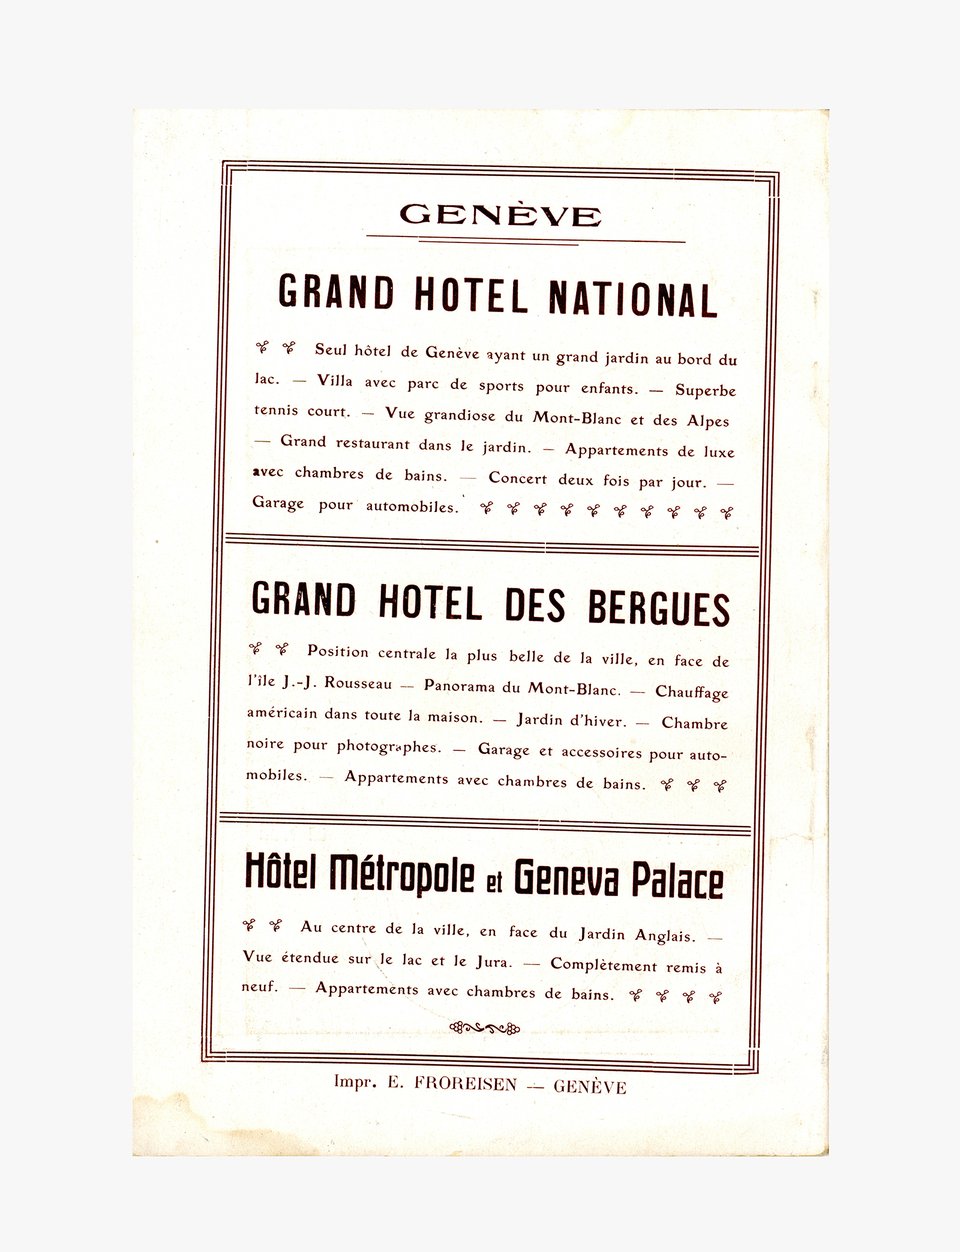 GENÈVE
GRAND HOTEL NATIONAL
Seul hôtel de Genève ayant un grand jardin au bord du
lac. — Villa avec parc de sports pour enfants. — Superbe
tennis court. — Vue grandiose du Mont-Blanc et des Alpes
— Grand restaurant dans le jardin. — Appartements de luxe
avec chambres de bains. — Concert deux fois par jour. —
Garage pour automobiles.
GRAND HOTEL DES BERGUES
Position centrale la plus belle de la ville, en face de
l'île J.-J. Rousseau — Panorama du Mont-Blanc. — Chauffage
américain dans toute la maison. — Jardin d'hiver. — Chambre
noire pour photographes. — Garage et accessoires pour auto-
mobiles. — Appartements avec chambres de bains.
Hôtel Métropole et Geneva Palace
Au centre de la ville, en face du Jardin Anglais. —
Vue étendue sur le lac et le Jura. — Complètement remis à
neuf. — Appartements avec chambres de bains.
Impr. E. FROREISEN — GENÈVE